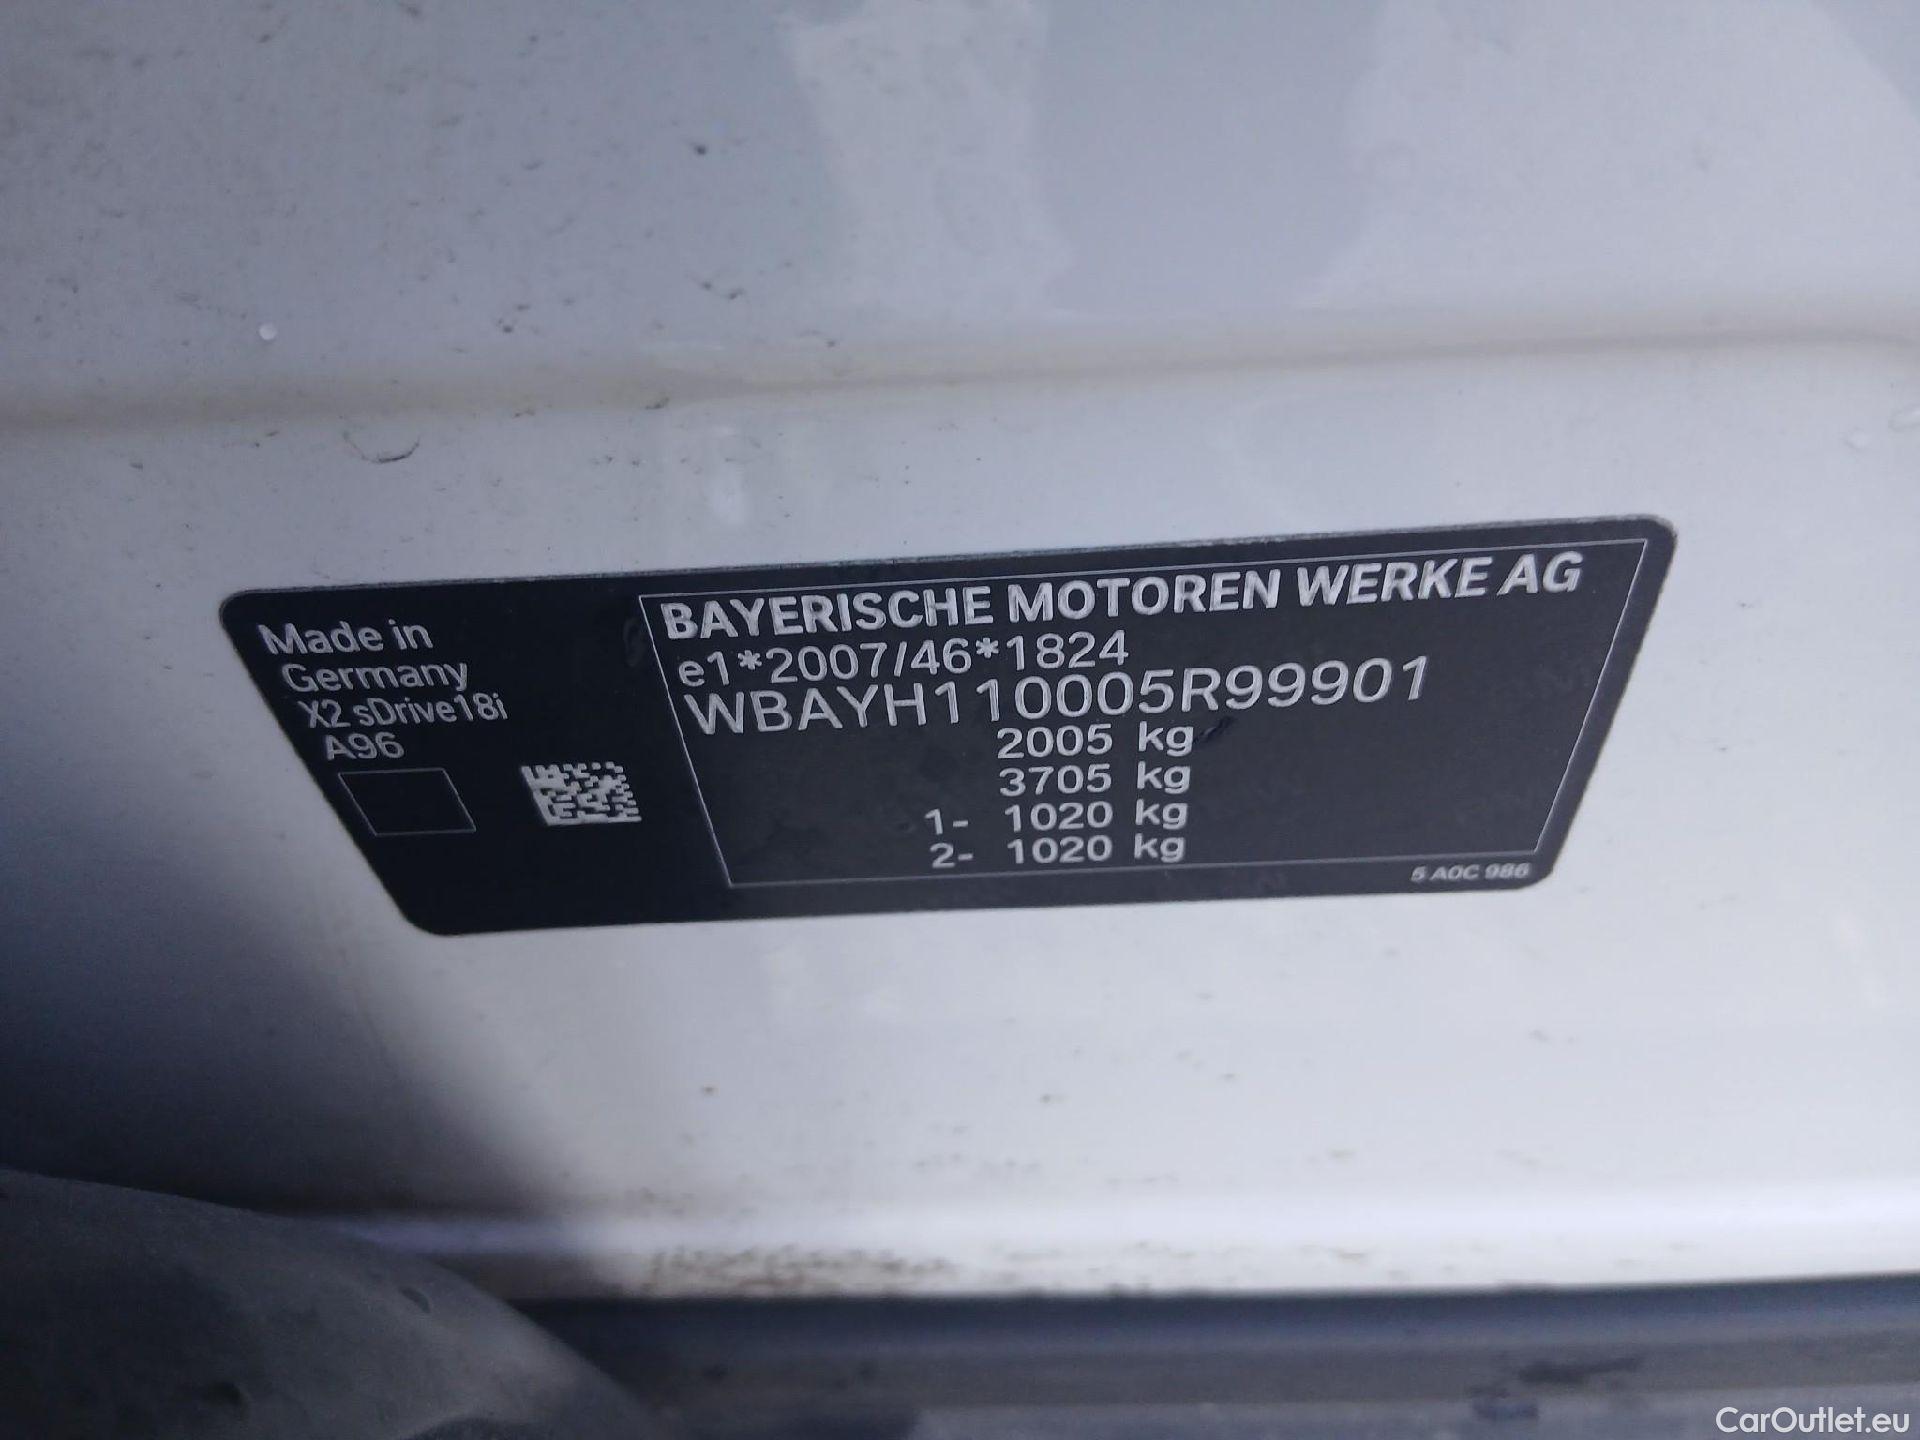 Made in
Germany
X2 sDrive18i
A96
BAYERISCHE MOTOREN WERKE AG
e1*2007/46*1824
WBAYH110005R99901
2005 kg
3705 kg
1- 1020 kg
2- 1020 kg
5 A0C 986
CarOutlet.eu